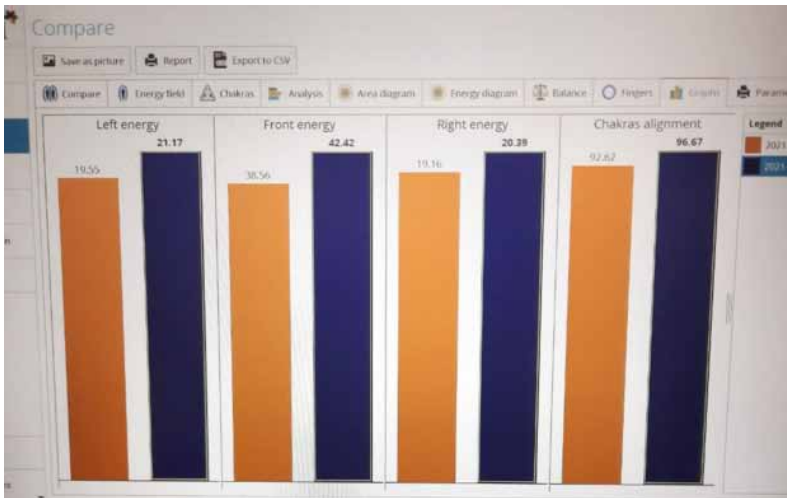 Compare
Save as picture
Report
Export to CSV
Compare
Energy field
Chakras
Analysis
Area diagram
Energy diagram
Balance
Fingers
Graphs
Left energy
Front energy
Right energy
Chakras alignment
Legend
19.55
21.17
38.56
42.42
19.16
20.39
92.62
96.67
2021
2021